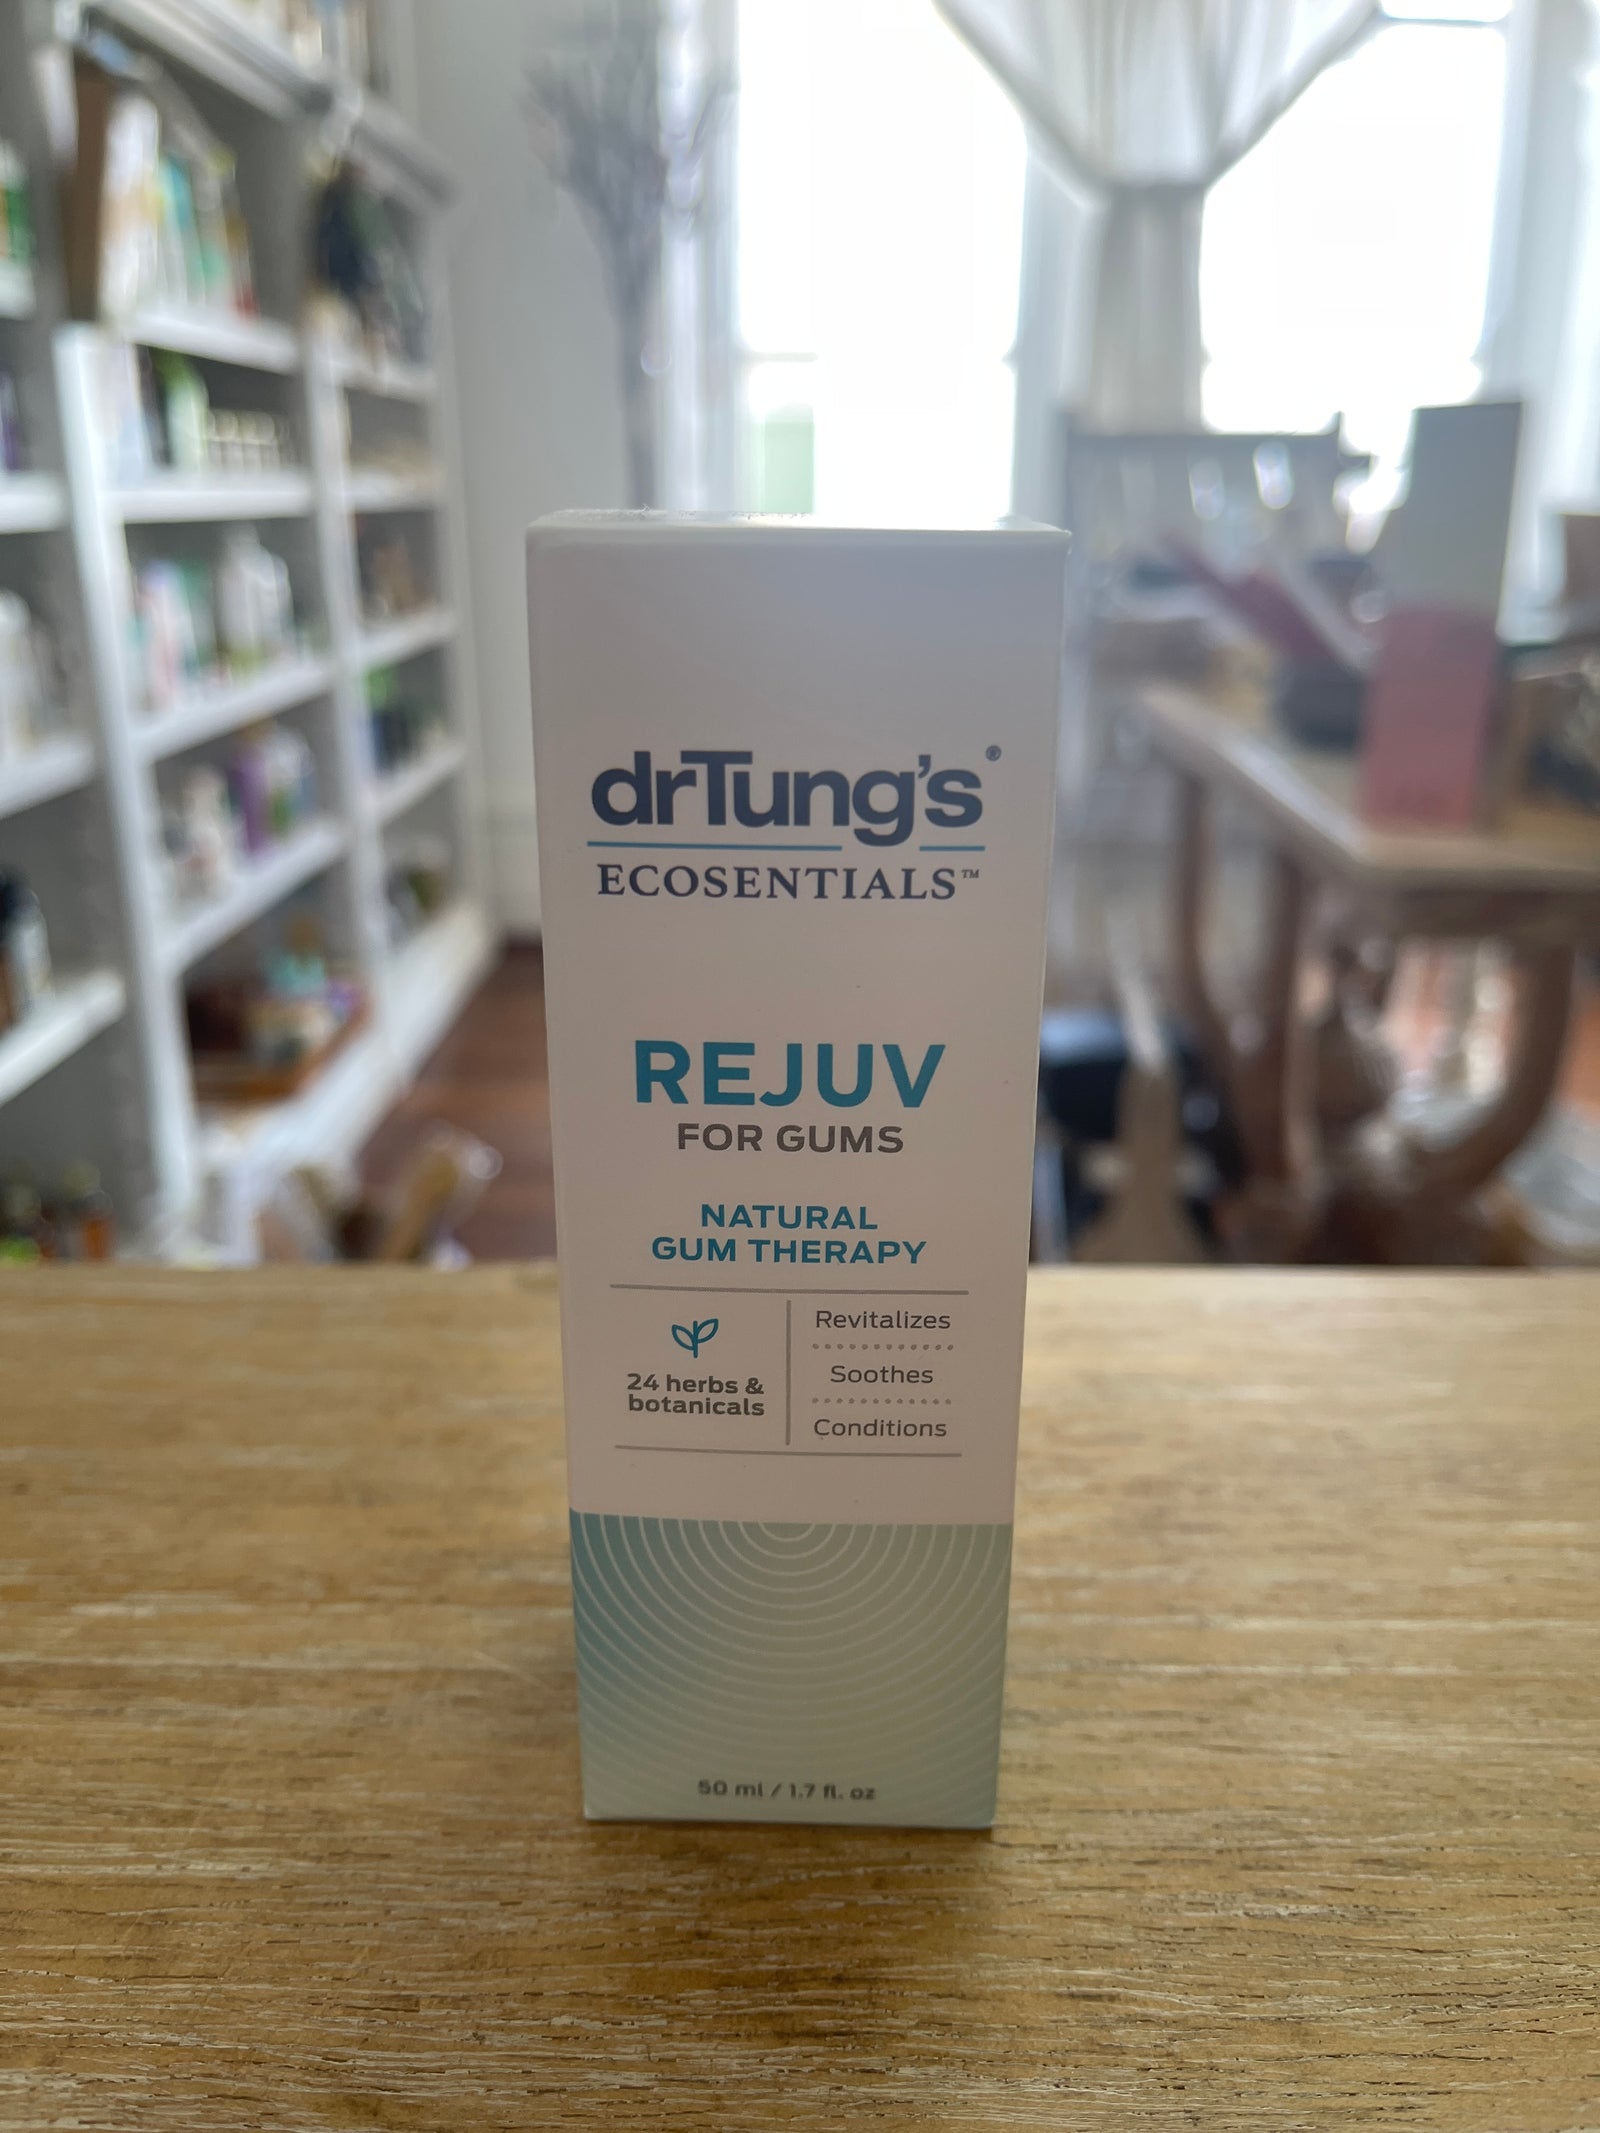 drTung's®
ECOSENTIALS™
REJUV
FOR GUMS
NATURAL
GUM THERAPY
24 herbs &
botanicals
Revitalizes
Soothes
Conditions
50 ml / 1.7 fl. oz